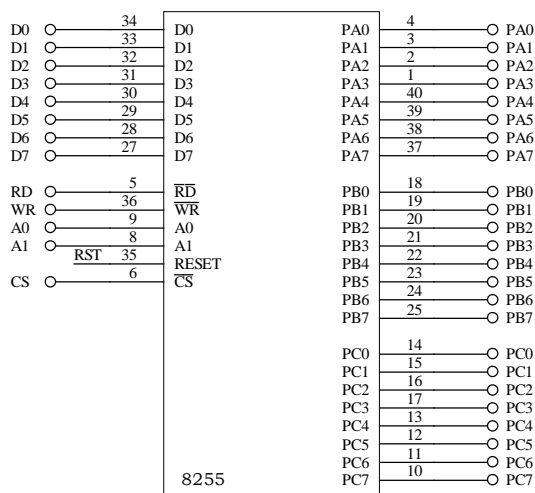 D0 34 D0 PA0 4 PA0
D1 33 D1 PA1 3 PA1
D2 32 D2 PA2 2 PA2
D3 31 D3 PA3 1 PA3
D4 30 D4 PA4 40 PA4
D5 29 D5 PA5 39 PA5
D6 28 D6 PA6 38 PA6
D7 27 D7 PA7 37 PA7
RD 5 RD PB0 18 PB0
WR 36 WR PB1 19 PB1
A0 9 A0 PB2 20 PB2
A1 8 A1 PB3 21 PB3
RST 35 RESET PB4 22 PB4
CS 6 CS PB5 23 PB5
PB6 24 PB6
PB7 25 PB7
PC0 14 PC0
PC1 15 PC1
PC2 16 PC2
PC3 17 PC3
PC4 13 PC4
PC5 12 PC5
PC6 11 PC6
8255 PC7 10 PC7